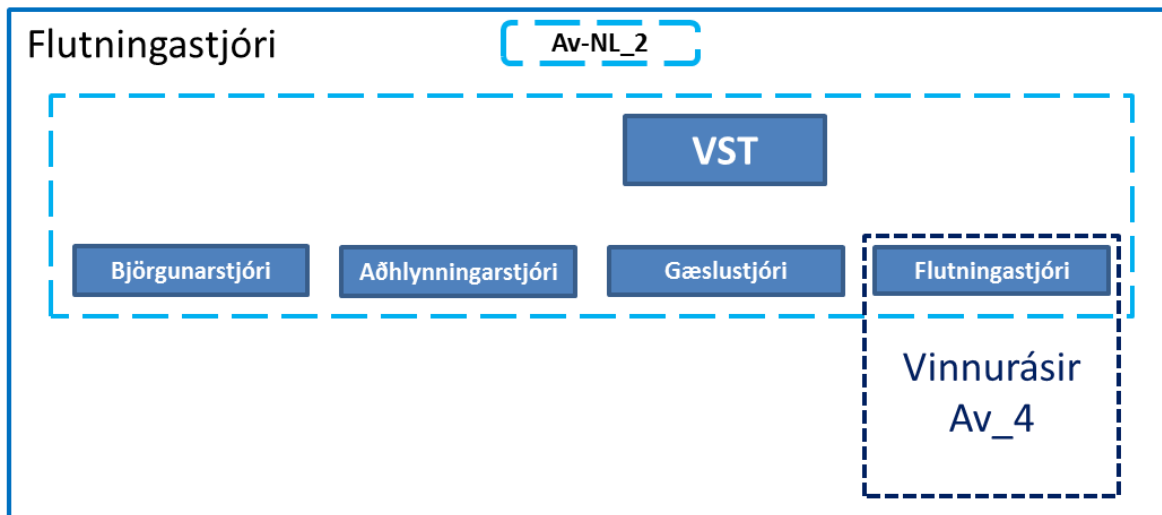 Flutningastjóri
Av-NL_2
VST
Björgunarstjóri
Aðhlynningarstjóri
Gæslustjóri
Flutningastjóri
Vinnurásir
Av_4